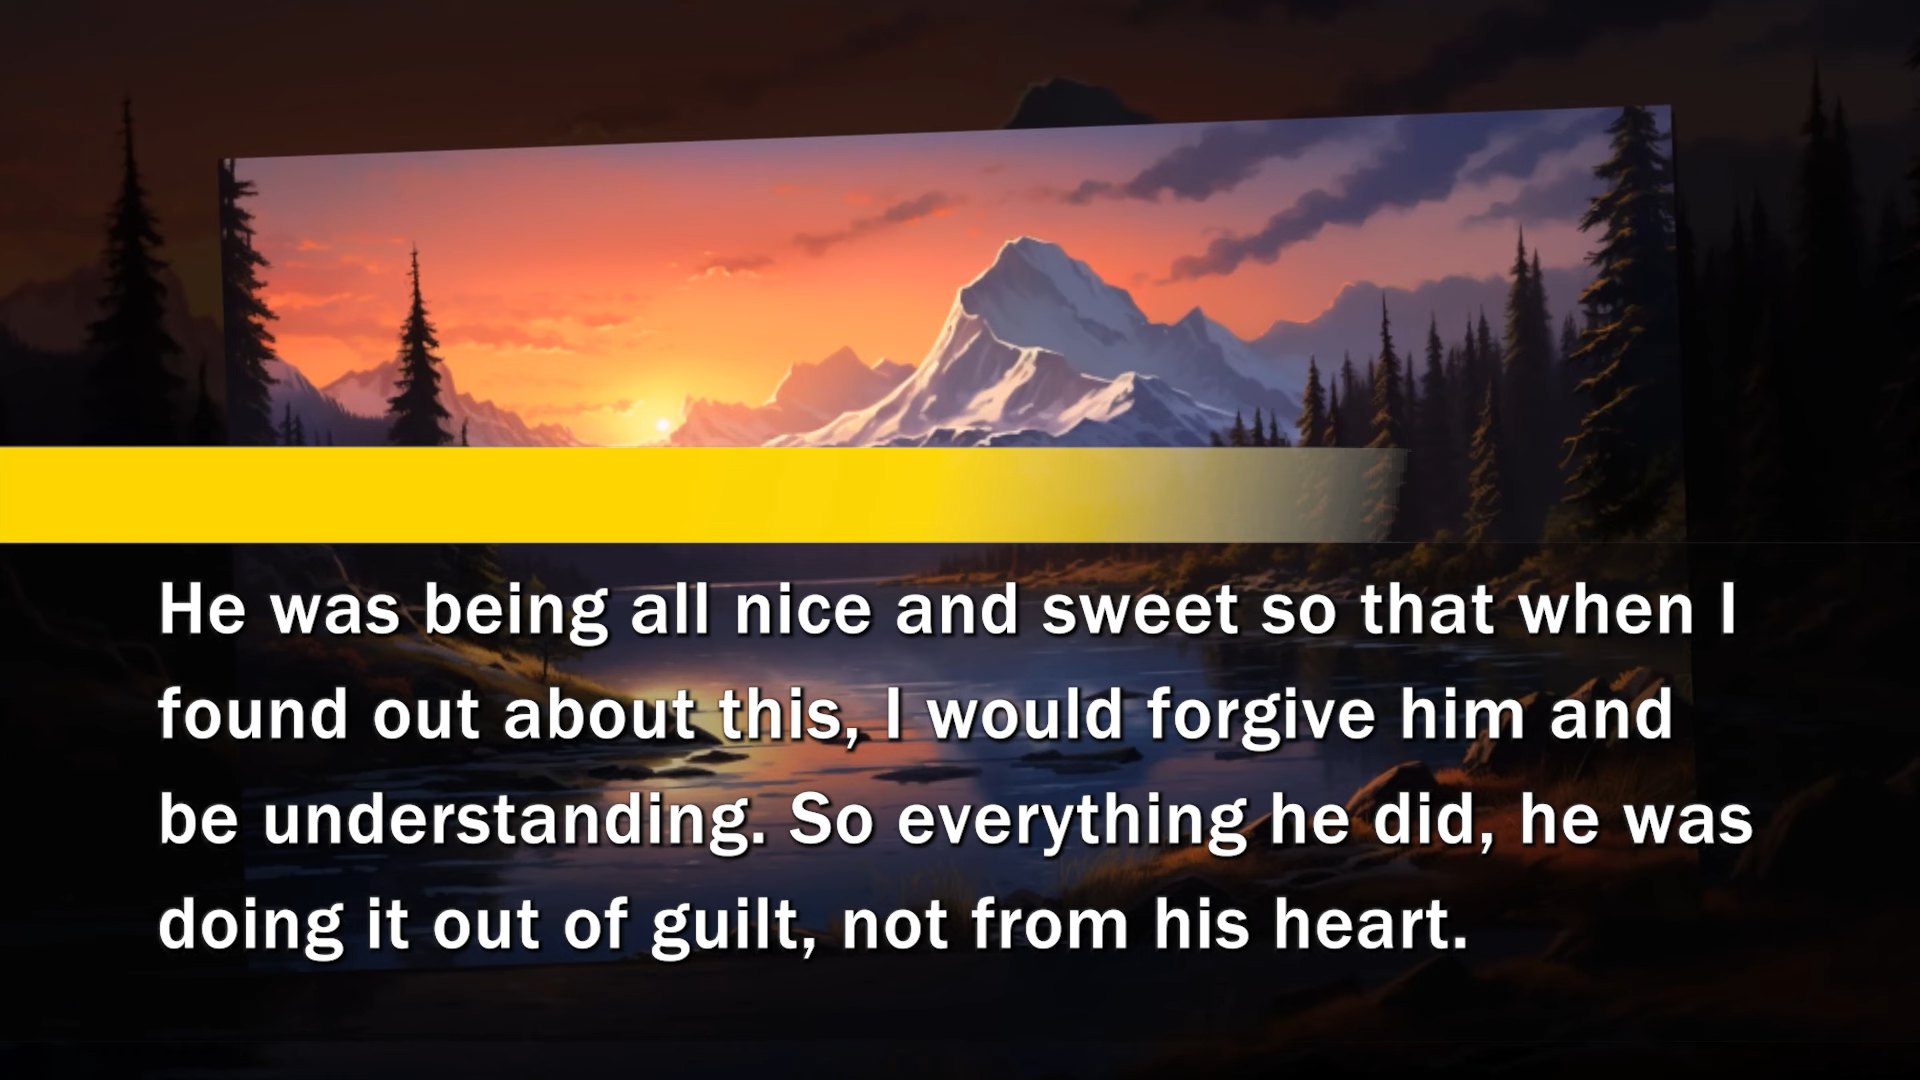 He was being all nice and sweet so that when I
found out about this, I would forgive him and
be understanding. So everything he did, he was
doing it out of guilt, not from his heart.